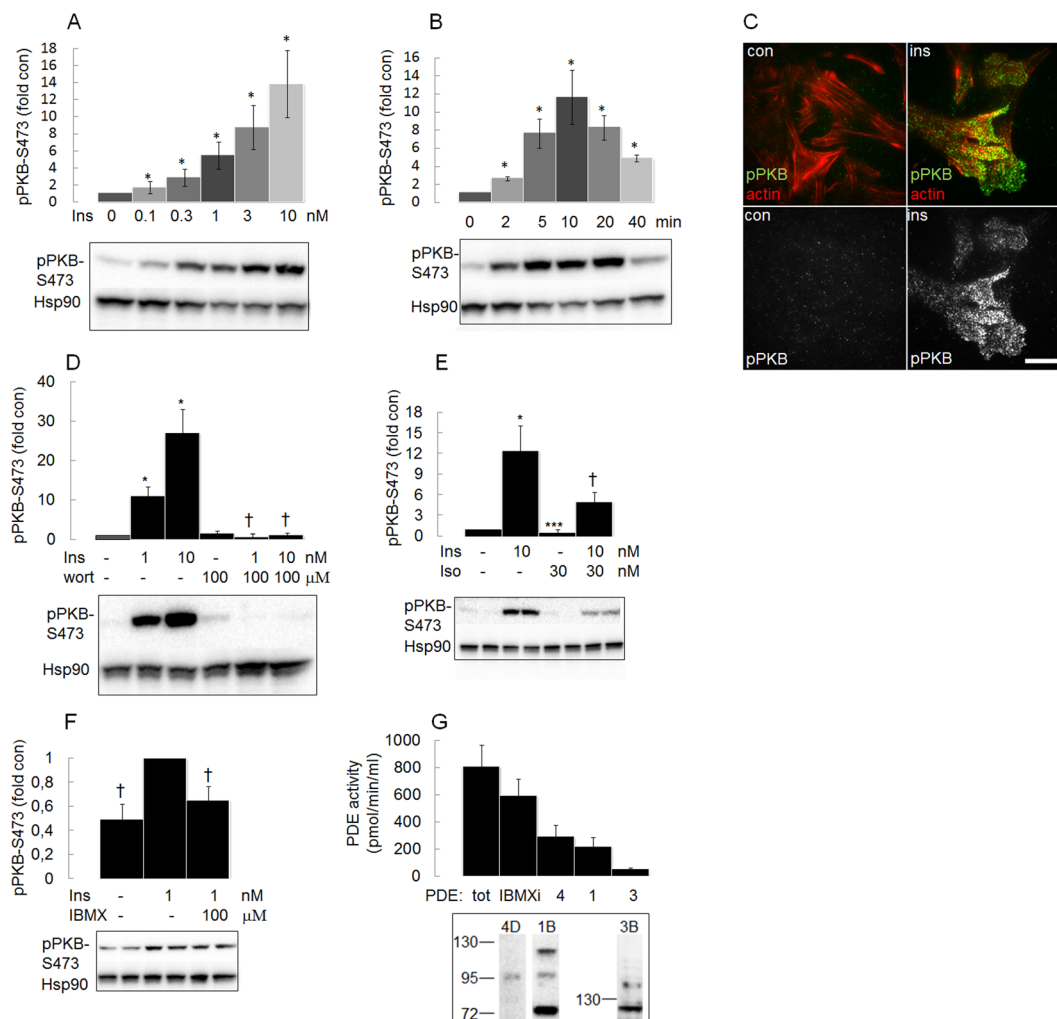 A
pPKB-S473 (fold con)
18
16
14
12
10
8
6
4
2
0
* * * * *
Ins 0 0.1 0.3 1 3 10 nM
pPKB-
S473
Hsp90
B
pPKB-S473 (fold con)
16
14
12
10
8
6
4
2
0
* * * * *
0 2 5 10 20 40 min
pPKB-
S473
Hsp90
C
con ins
pPKB pPKB
actin actin
con ins
pPKB pPKB
D
pPKB-S473 (fold con)
40
30
20
10
0
* * † †
Ins - 1 10 - 1 10 nM
wort - - - 100 100 100 µM
pPKB-
S473
Hsp90
E
pPKB-S473 (fold con)
18
15
12
9
6
3
0
* *** †
Ins - 10 - 10 nM
Iso - - 30 30 nM
pPKB-
S473
Hsp90
F
pPKB-S473 (fold con)
1
0,8
0,6
0,4
0,2
0
† †
Ins - 1 1 nM
IBMX - - 100 µM
pPKB-
S473
Hsp90
G
PDE activity
(pmol/min/ml)
1000
800
600
400
200
0
PDE: tot IBMXi 4 1 3
4D 1B 3B
130
95
72
130